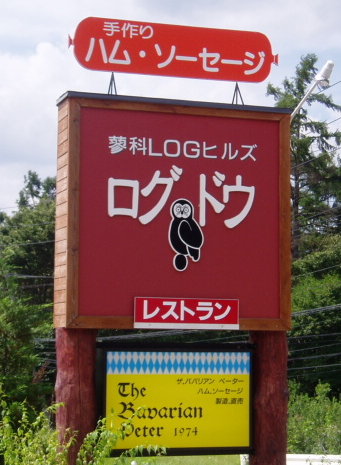 手作り
ハム・ソーセージ
蓼科LOGヒルズ
ログドウ
レストラン
The
Bavarian
Peter 1974
ザ、ババリアン ペーター
ハム、ソーセージ
製造、直売